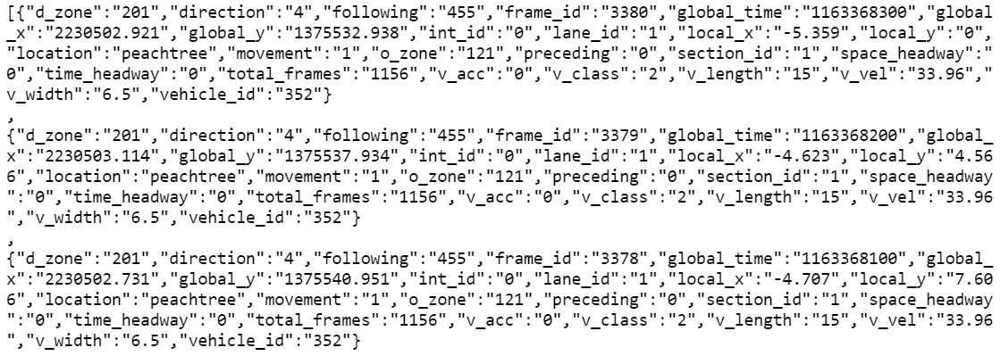 [{"d_zone":"201","direction":"4","following":"455","frame_id":"3380","global_time":"1163368300","global
_x":"2230502.921","global_y":"1375532.938","int_id":"0","lane_id":"1","local_x":"-5.359","local_y":"0",
"location":"peachtree","movement":"1","o_zone":"121","preceding":"0","section_id":"1","space_headway":"
0","time_headway":"0","total_frames":"1156","v_acc":"0","v_class":"2","v_length":"15","v_vel":"33.96","
v_width":"6.5","vehicle_id":"352"}
,
{"d_zone":"201","direction":"4","following":"455","frame_id":"3379","global_time":"1163368200","global_
x":"2230503.114","global_y":"1375537.934","int_id":"0","lane_id":"1","local_x":"-4.623","local_y":"4.56
6","location":"peachtree","movement":"1","o_zone":"121","preceding":"0","section_id":"1","space_headway
":"0","time_headway":"0","total_frames":"1156","v_acc":"0","v_class":"2","v_length":"15","v_vel":"33.96
","v_width":"6.5","vehicle_id":"352"}
,
{"d_zone":"201","direction":"4","following":"455","frame_id":"3378","global_time":"1163368100","global_
x":"2230502.731","global_y":"1375540.951","int_id":"0","lane_id":"1","local_x":"-4.707","local_y":"7.60
6","location":"peachtree","movement":"1","o_zone":"121","preceding":"0","section_id":"1","space_headway
":"0","time_headway":"0","total_frames":"1156","v_acc":"0","v_class":"2","v_length":"15","v_vel":"33.96
","v_width":"6.5","vehicle_id":"352"}